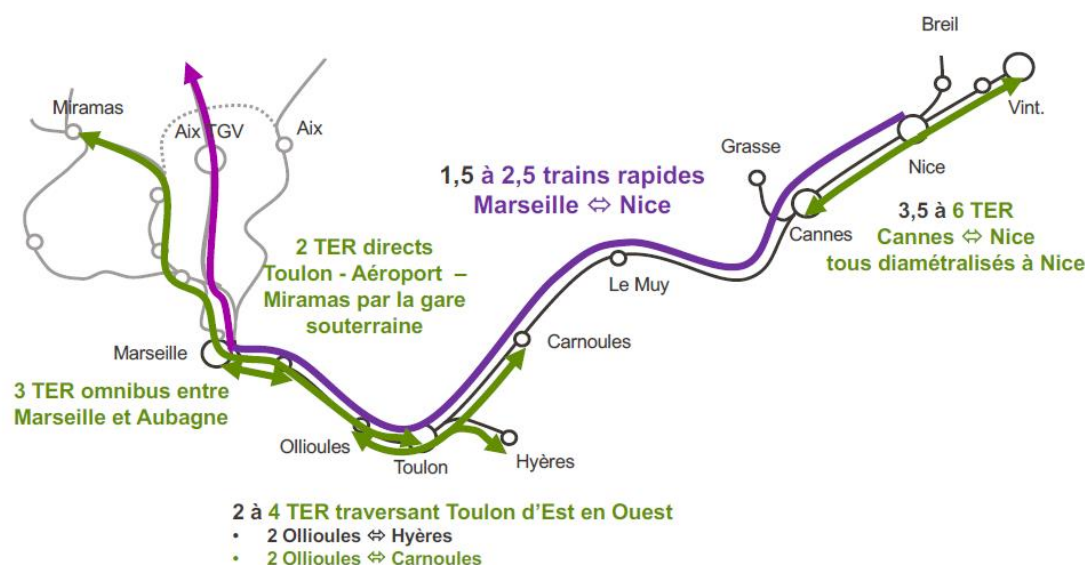 Breil
Miramas
Aix TGV
Aix
Vint.
Grasse
Nice
1,5 à 2,5 trains rapides
Marseille ⇔ Nice
Cannes
3,5 à 6 TER
Cannes ⇔ Nice
tous diamétralisés à Nice
2 TER directs
Toulon - Aéroport –
Miramas par la gare
souterraine
Le Muy
Marseille
Carnoules
3 TER omnibus entre
Marseille et Aubagne
Ollioules
Toulon
Hyères
2 à 4 TER traversant Toulon d'Est en Ouest
• 2 Ollioules ⇔ Hyères
• 2 Ollioules ⇔ Carnoules